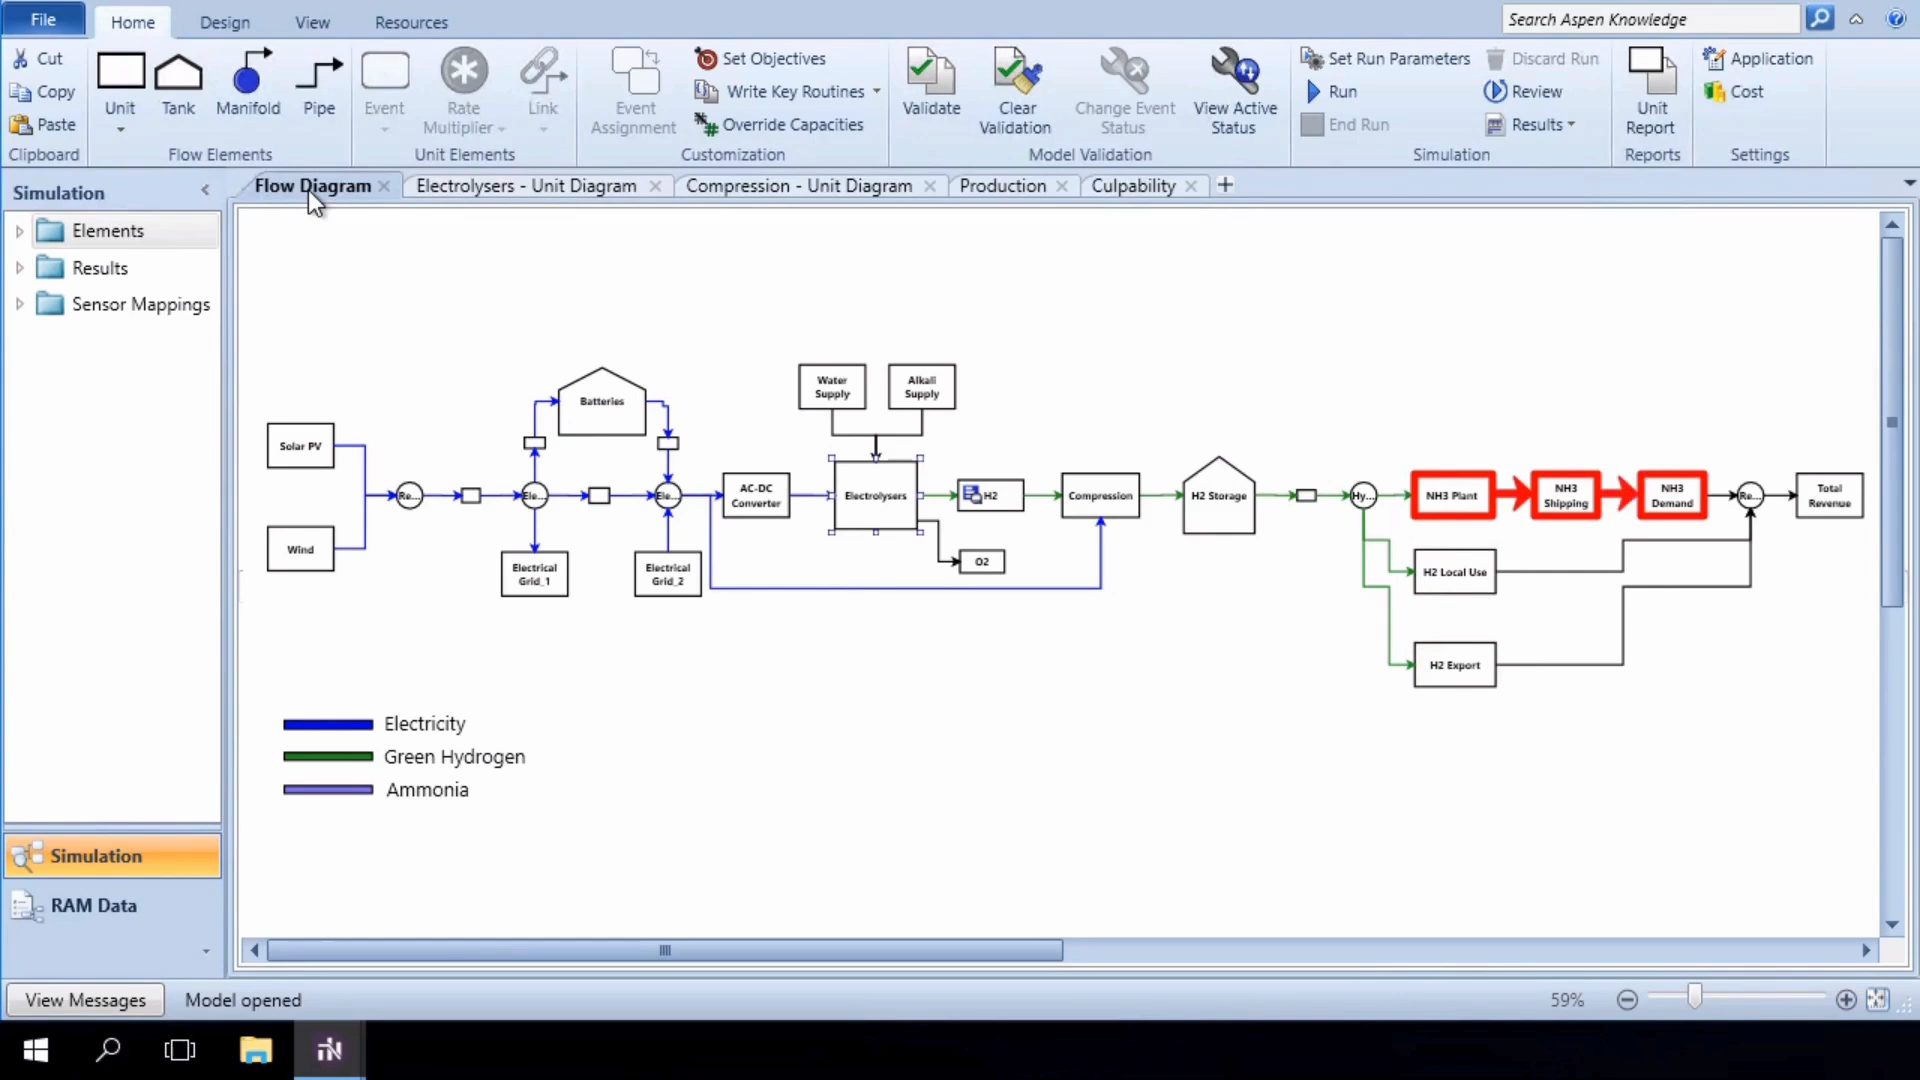 File
Home
Design
View
Resources
Search Aspen Knowledge
Cut
Copy
Paste
Clipboard
Unit
Tank
Manifold
Pipe
Flow Elements
Event
Rate
Multiplier
Link
Unit Elements
Event
Assignment
Set Objectives
Write Key Routines
Override Capacities
Customization
Validate
Clear
Validation
Change Event
Status
View Active
Status
Model Validation
Set Run Parameters
Run
End Run
Discard Run
Review
Results
Simulation
Unit
Report
Reports
Application
Cost
Settings
Simulation
Flow Diagram
Electrolysers - Unit Diagram
Compression - Unit Diagram
Production
Culpability
Elements
Results
Sensor Mappings
Simulation
RAM Data
Solar PV
Wind
Re...
Ele...
Batteries
Ele...
Electrical
Grid_1
Electrical
Grid_2
AC-DC
Converter
Water
Supply
Alkali
Supply
Electrolysers
H2
O2
Compression
H2 Storage
Hy...
NH3 Plant
NH3
Shipping
NH3
Demand
Re...
Total
Revenue
H2 Local Use
H2 Export
Electricity
Green Hydrogen
Ammonia
View Messages
Model opened
59%